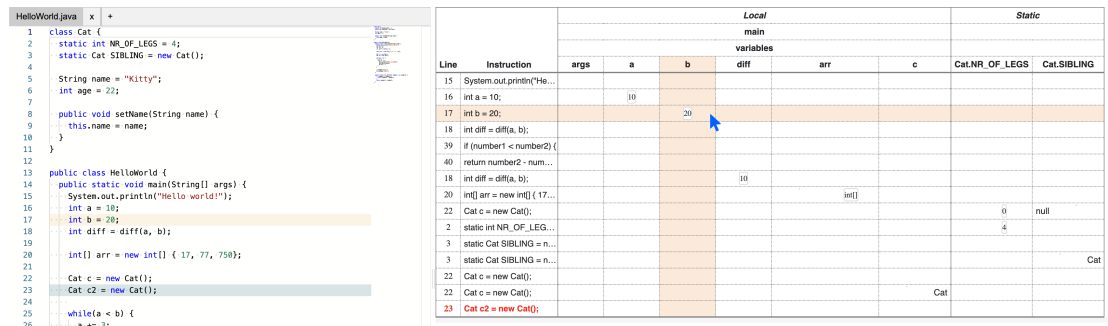 HelloWorld.java x +
1 class Cat {
2 static int NR_OF_LEGS = 4;
3 static Cat SIBLING = new Cat();
4
5 String name = "Kitty";
6 int age = 22;
7
8 public void setName(String name) {
9 this.name = name;
10 }
11 }
12
13 public class HelloWorld {
14 public static void main(String[] args) {
15 System.out.println("Hello world!");
16 int a = 10;
17 int b = 20;
18 int diff = diff(a, b);
19
20 int[] arr = new int[] { 17, 77, 750};
21
22 Cat c = new Cat();
23 Cat c2 = new Cat();
24
25 while(a < b) {
26 a += 3;
Local Static
main
variables
Line Instruction args a b diff arr c Cat.NR_OF_LEGS Cat.SIBLING
15 System.out.println("He...
16 int a = 10; 10
17 int b = 20; 20
18 int diff = diff(a, b);
39 if (number1 < number2) {
40 return number2 - num...
18 int diff = diff(a, b); 10
20 int[] arr = new int[] { 17... int[]
22 Cat c = new Cat(); 0 null
2 static int NR_OF_LEG... 4
3 static Cat SIBLING = n...
3 static Cat SIBLING = n... Cat
22 Cat c = new Cat();
22 Cat c = new Cat(); Cat
23 Cat c2 = new Cat();